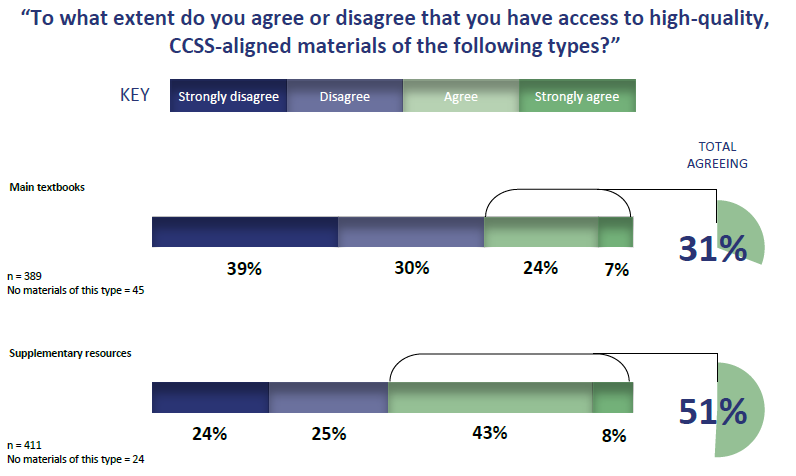 “To what extent do you agree or disagree that you have access to high-quality,
CCSS-aligned materials of the following types?”
KEY
Strongly disagree
Disagree
Agree
Strongly agree
TOTAL
AGREEING
Main textbooks
39%
30%
24%
7%
31%
n = 389
No materials of this type = 45
Supplementary resources
24%
25%
43%
8%
51%
n = 411
No materials of this type = 24